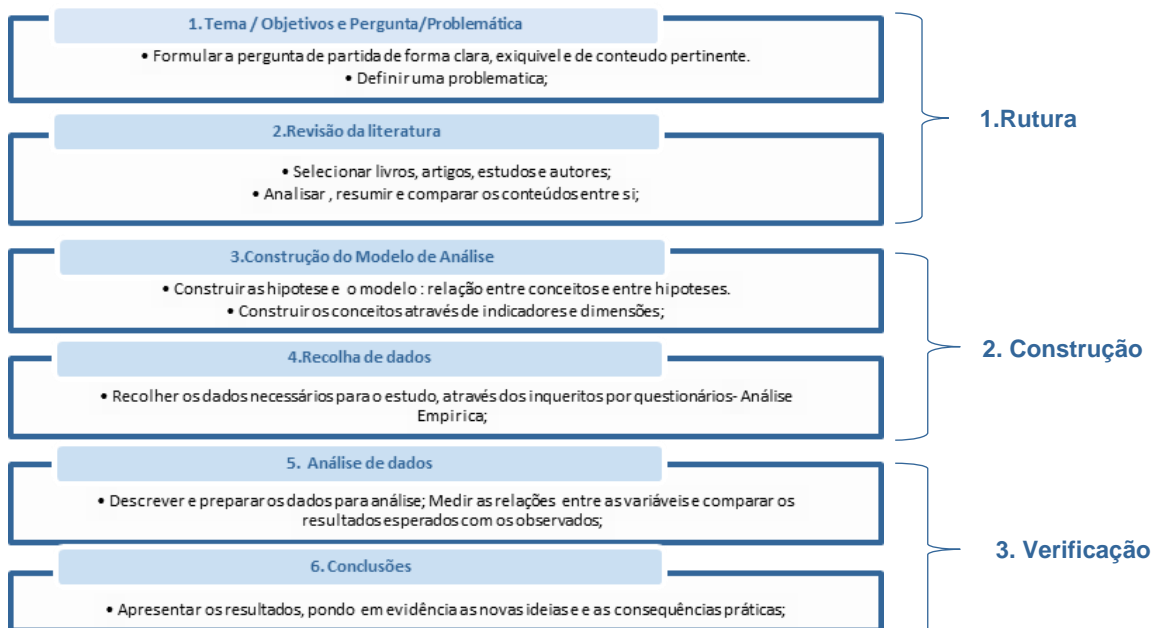 1. Tema / Objetivos e Pergunta/Problemática
• Formular a pergunta de partida de forma clara, exiquivel e de conteudo pertinente.
• Definir uma problematica;
1.Rutura
2.Revisão da literatura
• Selecionar livros, artigos, estudos e autores;
• Analisar , resumir e comparar os conteúdos entre si;
3.Construção do Modelo de Análise
• Construir as hipotese e o modelo : relação entre conceitos e entre hipoteses.
• Construir os conceitos através de indicadores e dimensões;
2. Construção
4.Recolha de dados
• Recolher os dados necessários para o estudo, através dos inqueritos por questionários- Análise
Empirica;
5. Análise de dados
• Descrever e preparar os dados para análise; Medir as relações entre as variáveis e comparar os
resultados esperados com os observados;
3. Verificação
6. Conclusões
• Apresentar os resultados, pondo em evidência as novas ideias e e as consequências práticas;